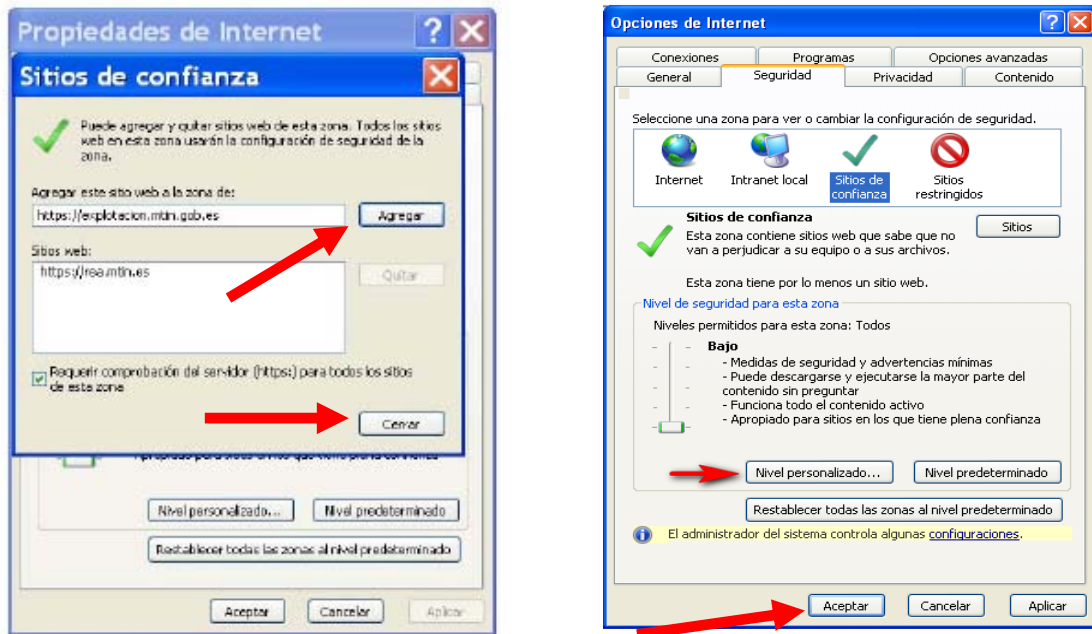 Propiedades de Internet
Sitios de confianza
Puede agregar y quitar sitios web de esta zona. Todos los sitios
web en esta zona usarán la configuración de seguridad de la
zona.
Agregar este sitio web a la zona de:
https://explotacion.mtin.gob.es
Agregar
Sitios web:
https://rea.mtin.es
Quitar
Requerir comprobación del servidor (https:) para todos los sitios
de esta zona
Cerrar
Nivel personalizado...
Nivel predeterminado
Restablecer todas las zonas al nivel predeterminado
Aceptar
Cancelar
Aplicar
Opciones de Internet
Conexiones
Programas
Opciones avanzadas
General
Seguridad
Privacidad
Contenido
Seleccione una zona para ver o cambiar la configuración de seguridad.
Internet
Intranet local
Sitios de
confianza
Sitios
restringidos
Sitios de confianza
Esta zona contiene sitios web que sabe que no
van a perjudicar a su equipo o a sus archivos.
Sitios
Esta zona tiene por lo menos un sitio web.
Nivel de seguridad para esta zona
Niveles permitidos para esta zona: Todos
Bajo
- Medidas de seguridad y advertencias mínimas
- Puede descargarse y ejecutarse la mayor parte del
contenido sin preguntar
- Funciona todo el contenido activo
- Apropiado para sitios en los que tiene plena confianza
Nivel personalizado...
Nivel predeterminado
Restablecer todas las zonas al nivel predeterminado
El administrador del sistema controla algunas configuraciones.
Aceptar
Cancelar
Aplicar